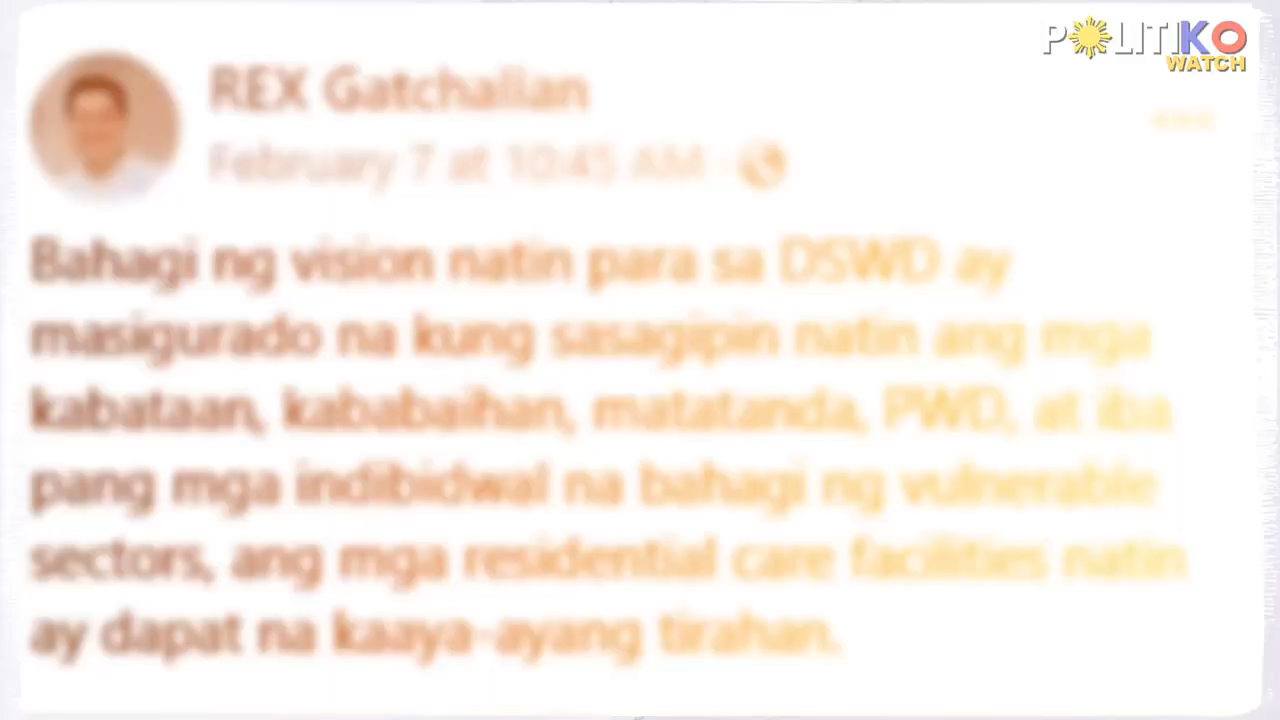 POLITIKO
WATCH
REX Gatchalian
February 7 at 10:45 AM ·
Bahagi ng vision natin para sa DSWD ay
masigurado na kung sasagipin natin ang mga
kabataan, kababaihan, matatanda, PWD, at iba
pang mga indibidwal na bahagi ng vulnerable
sectors, ang mga residential care facilities natin
ay dapat na kaaya-ayang tirahan.